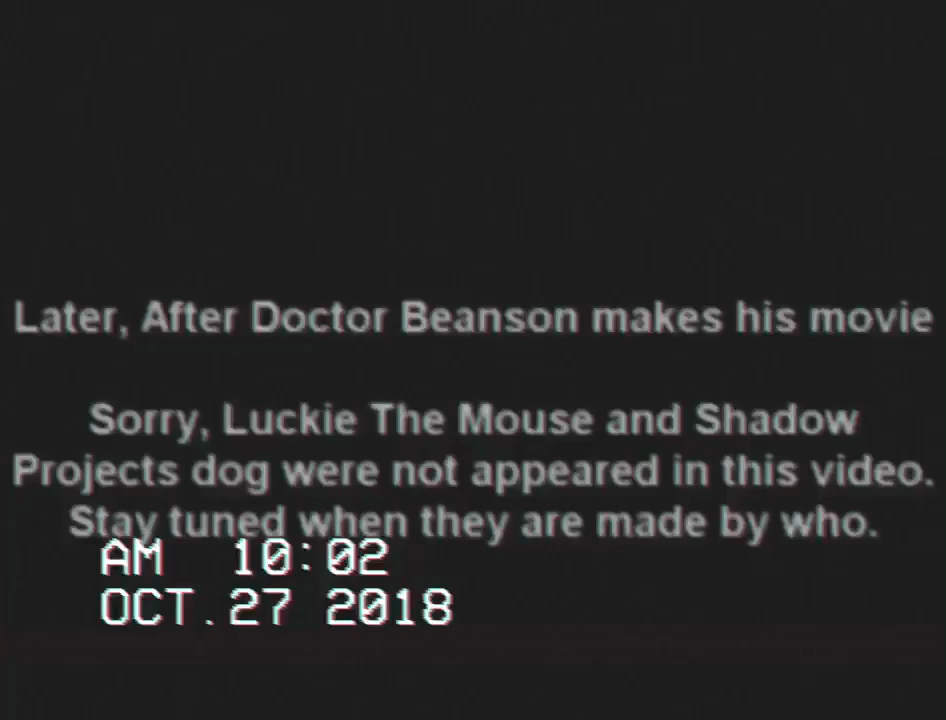 Later, After Doctor Beanson makes his movie
Sorry, Luckie The Mouse and Shadow
Projects dog were not appeared in this video.
Stay tuned when they are made by who.
AM 10:02
OCT.27 2018